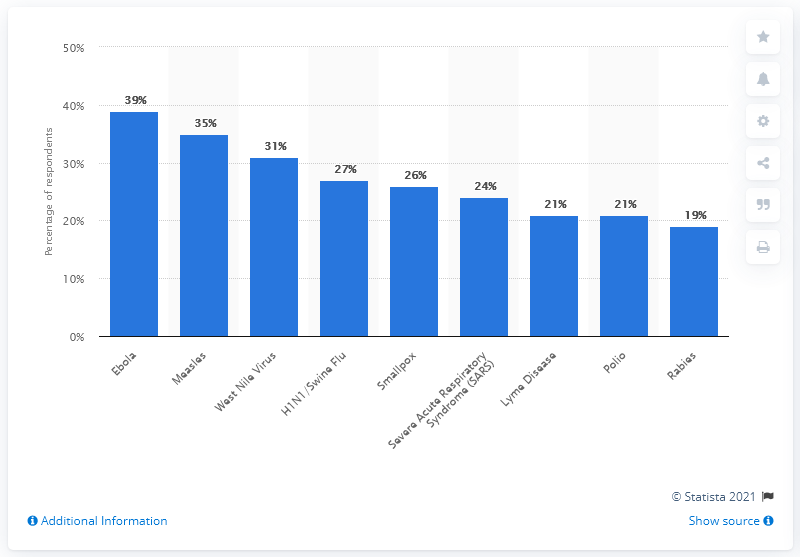 50%
40%
30%
20%
10%
0%
Percentage of respondents
39%
35%
31%
27%
26%
24%
21%
21%
19%
Ebola
Measles
West Nile Virus
H1N1/Swine Flu
Smallpox
Severe Acute Respiratory
Syndrome (SARS)
Lyme Disease
Polio
Rabies
© Statista 2021
Additional Information
Show source